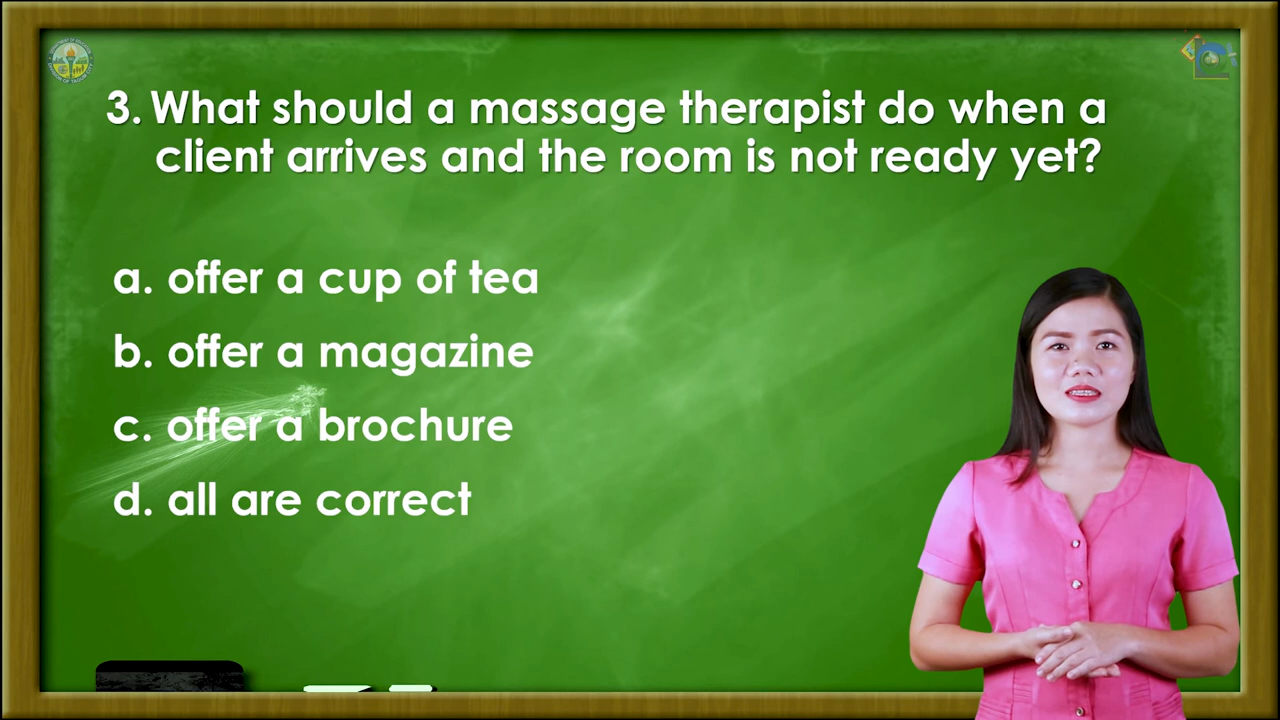 3. What should a massage therapist do when a
client arrives and the room is not ready yet?
a. offer a cup of tea
b. offer a magazine
c. offer a brochure
d. all are correct